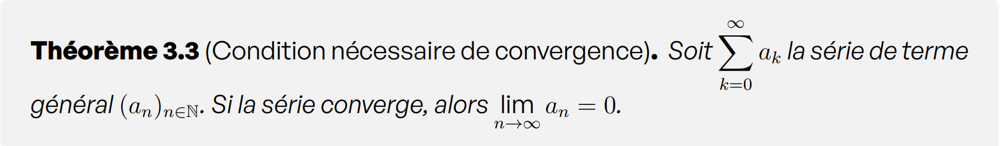 Théorème 3.3 (Condition nécessaire de convergence). Soit $\sum_{k=0}^{\infty} a_k$ la série de terme
général $(a_n)_{n\in\mathbb{N}}$. Si la série converge, alors $\lim_{n\to\infty} a_n = 0$.